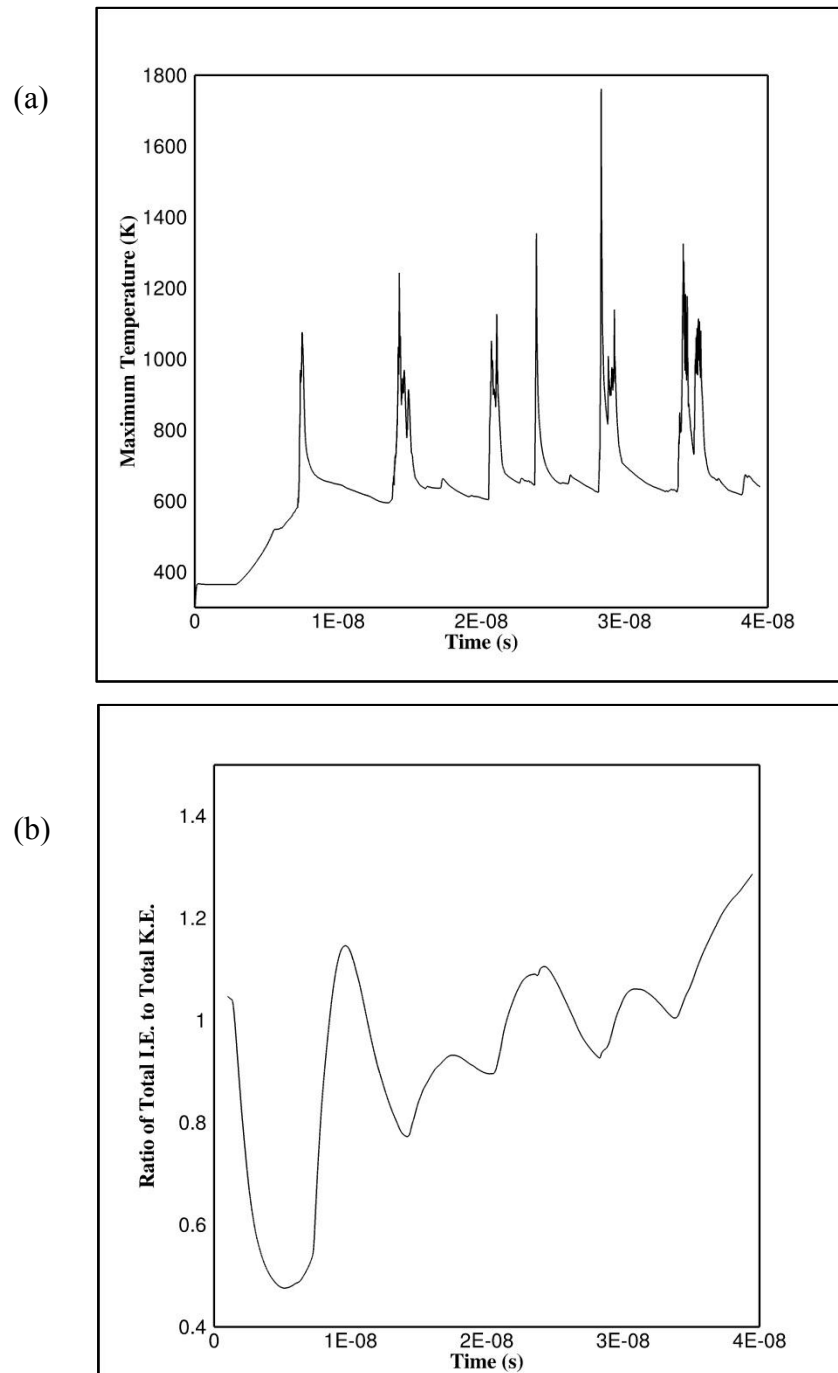 (a)
1800
1600
1400
1200
1000
800
600
400
Maximum Temperature (K)
0
1E-08
2E-08
3E-08
4E-08
Time (s)
(b)
1.4
1.2
1
0.8
0.6
0.4
Ratio of Total I.E. to Total K.E.
0
1E-08
2E-08
3E-08
4E-08
Time (s)